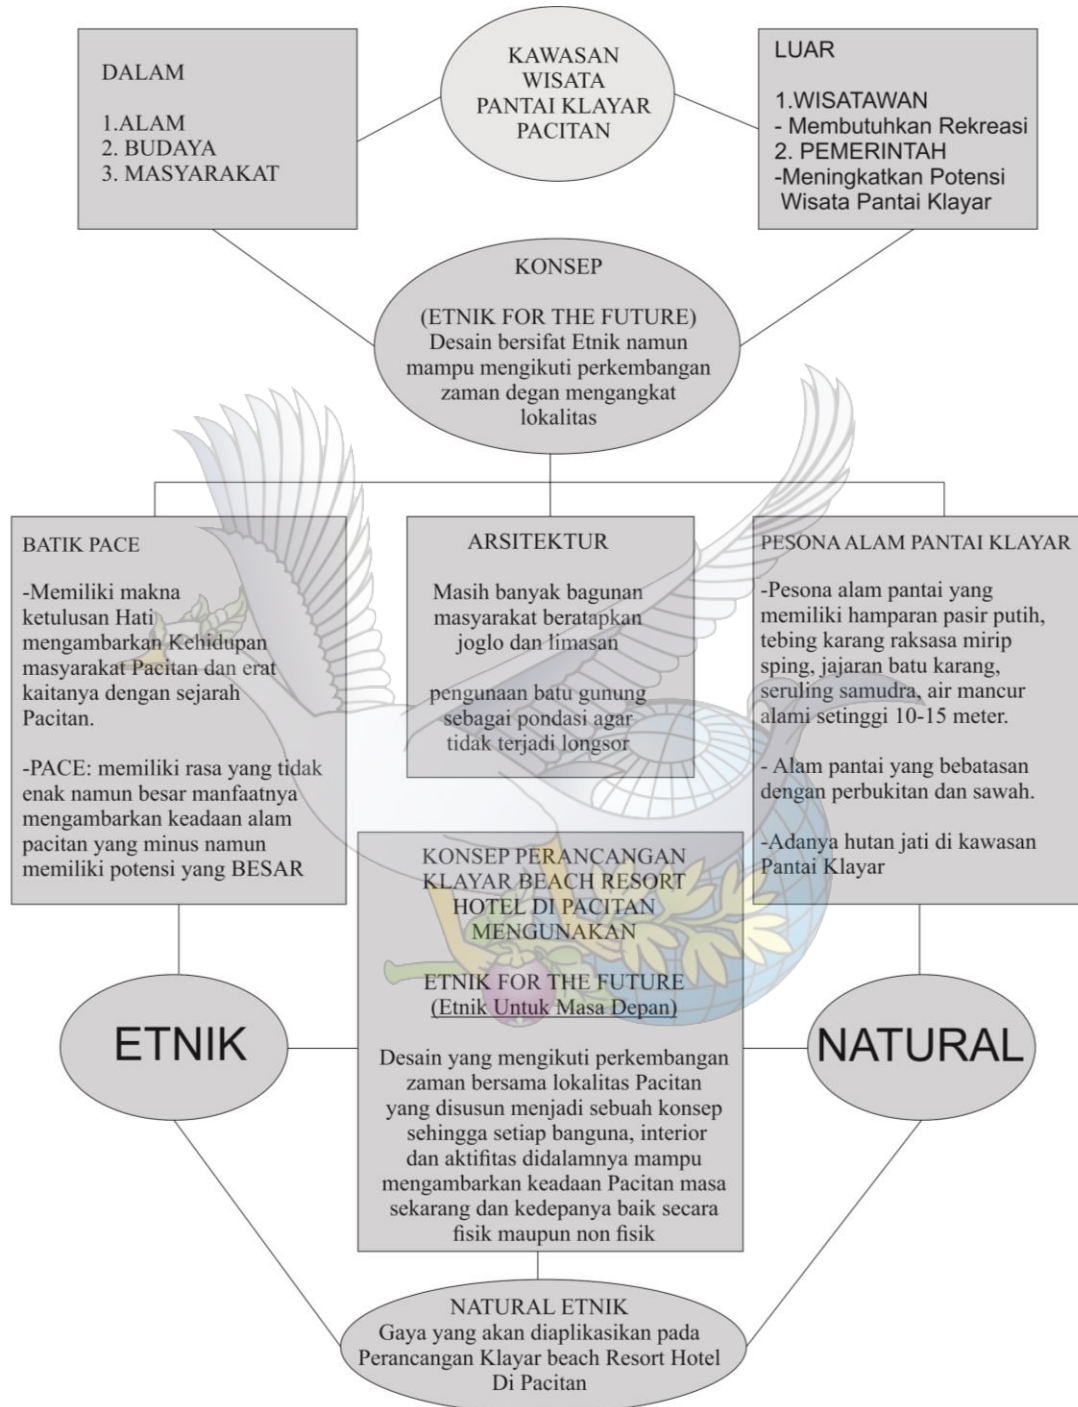 KAWASAN
WISATA
PANTAI KLAYAR
PACITAN
DALAM
1.ALAM
2. BUDAYA
3. MASYARAKAT
LUAR
1.WISATAWAN
- Membutuhkan Rekreasi
2. PEMERINTAH
-Meningkatkan Potensi
Wisata Pantai Klayar
KONSEP
(ETNIK FOR THE FUTURE)
Desain bersifat Etnik namun
mampu mengikuti perkembangan
zaman degan mengangkat
lokalitas
BATIK PACE
-Memiliki makna
ketulusan Hati
mengambarkan Kehidupan
masyarakat Pacitan dan erat
kaitanya dengan sejarah
Pacitan.
-PACE: memiliki rasa yang tidak
enak namun besar manfaatnya
mengambarkan keadaan alam
pacitan yang minus namun
memiliki potensi yang BESAR
ARSITEKTUR
Masih banyak bagunan
masyarakat beratapkan
joglo dan limasan
pengunaan batu gunung
sebagai pondasi agar
tidak terjadi longsor
PESONA ALAM PANTAI KLAYAR
-Pesona alam pantai yang
memiliki hamparan pasir putih,
tebing karang raksasa mirip
sping, jajaran batu karang,
seruling samudra, air mancur
alami setinggi 10-15 meter.
- Alam pantai yang bebatasan
dengan perbukitan dan sawah.
-Adanya hutan jati di kawasan
Pantai Klayar
KONSEP PERANCANGAN
KLAYAR BEACH RESORT
HOTEL DI PACITAN
MENGUNAKAN
ETNIK FOR THE FUTURE
(Etnik Untuk Masa Depan)
Desain yang mengikuti perkembangan
zaman bersama lokalitas Pacitan
yang disusun menjadi sebuah konsep
sehingga setiap banguna, interior
dan aktifitas didalamnya mampu
mengambarkan keadaan Pacitan masa
sekarang dan kedepanya baik secara
fisik maupun non fisik
ETNIK
NATURAL
NATURAL ETNIK
Gaya yang akan diaplikasikan pada
Perancangan Klayar beach Resort Hotel
Di Pacitan